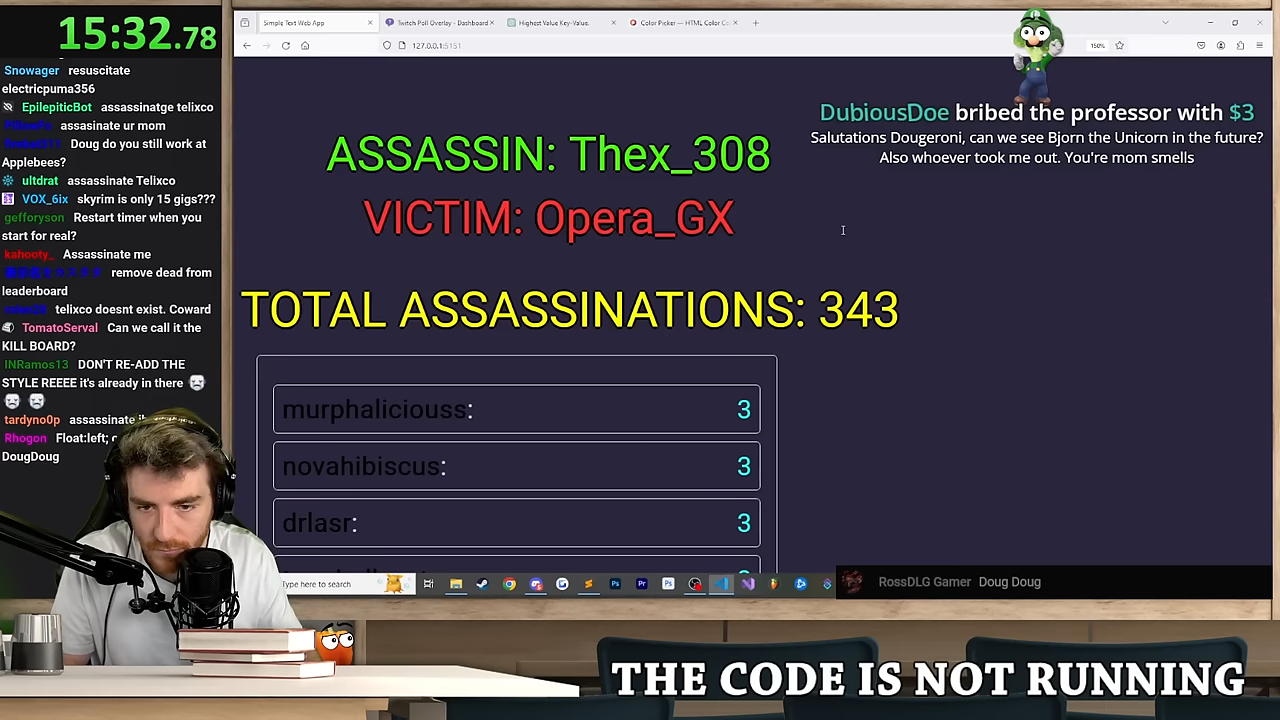 15:32.78
Snowager resuscitate
electricpuma356
EpilepiticBot assassinatge telixco
assasinate ur mom
Doug do you still work at
Applebees?
ultdrat assassinate Telixco
VOX_6ix skyrim is only 15 gigs???
gefforyson Restart timer when you
start for real?
kahooty_ Assassinate me
remove dead from
leaderboard
telixco doesnt exist. Coward
TomatoServal Can we call it the
KILL BOARD?
INRamos13 DON'T RE-ADD THE
STYLE REEEE it's already in there
tardyno0p assassinate
Rhogon Float:left;
DougDoug
Simple Text Web App
Twitch Poll Overlay - Dashboard
Highest Value Key-Value.
Color Picker — HTML Color Co
127.0.0.1:5151
150%
DubiousDoe bribed the professor with $3
Salutations Dougeroni, can we see Bjorn the Unicorn in the future?
Also whoever took me out. You're mom smells
ASSASSIN: Thex_308
VICTIM: Opera_GX
TOTAL ASSASSINATIONS: 343
murphaliciouss: 3
novahibiscus: 3
drlasr: 3
Type here to search
RossDLG Gamer Doug Doug
THE CODE IS NOT RUNNING